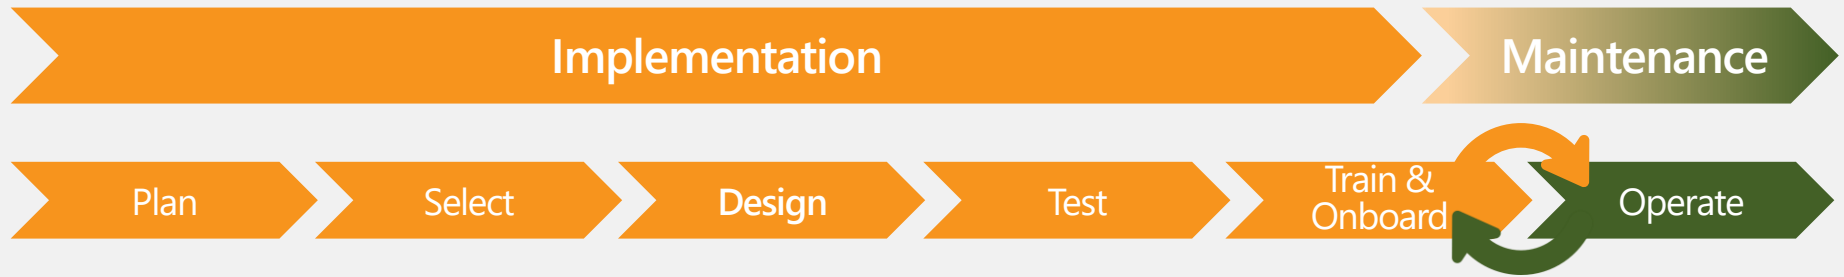 Implementation
Maintenance
Plan
Select
Design
Test
Train &
Onboard
Operate